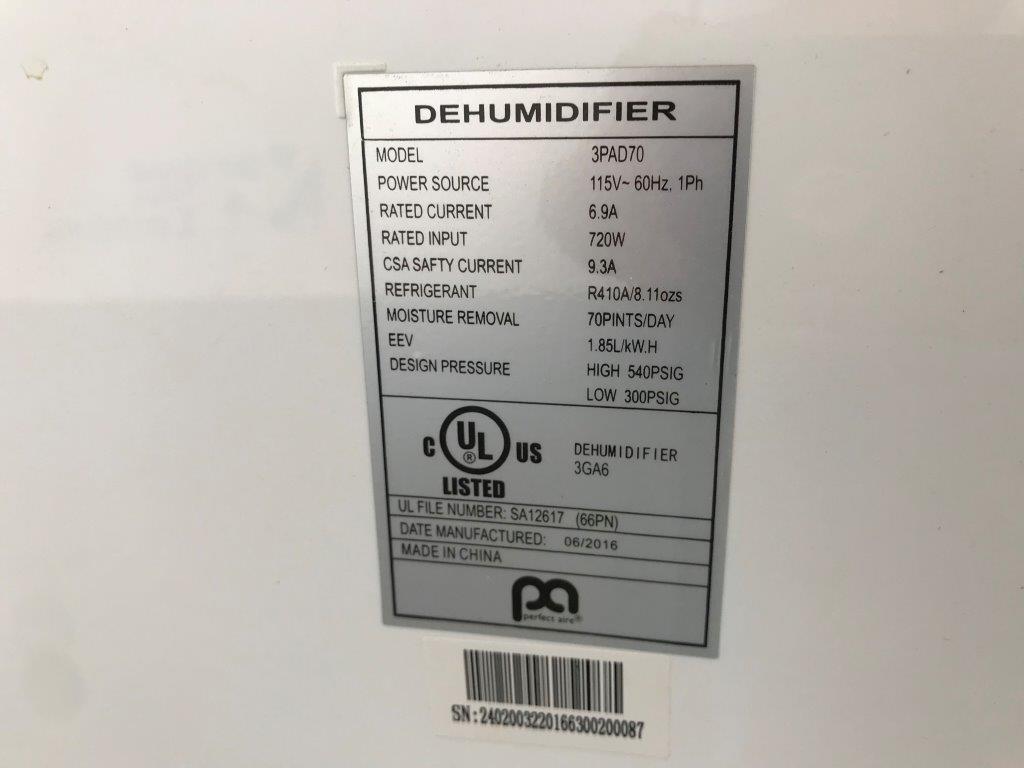 DEHUMIDIFIER
MODEL 3PAD70
POWER SOURCE 115V~ 60Hz, 1Ph
RATED CURRENT 6.9A
RATED INPUT 720W
CSA SAFTY CURRENT 9.3A
REFRIGERANT R410A/8.11ozs
MOISTURE REMOVAL 70PINTS/DAY
EEV 1.85L/kW.H
DESIGN PRESSURE HIGH 540PSIG
LOW 300PSIG
C UL® US
LISTED
DEHUMIDIFIER
3GA6
UL FILE NUMBER: SA12617 (66PN)
DATE MANUFACTURED: 06/2016
MADE IN CHINA
pa
perfect aire®
SN:240200322016630020087